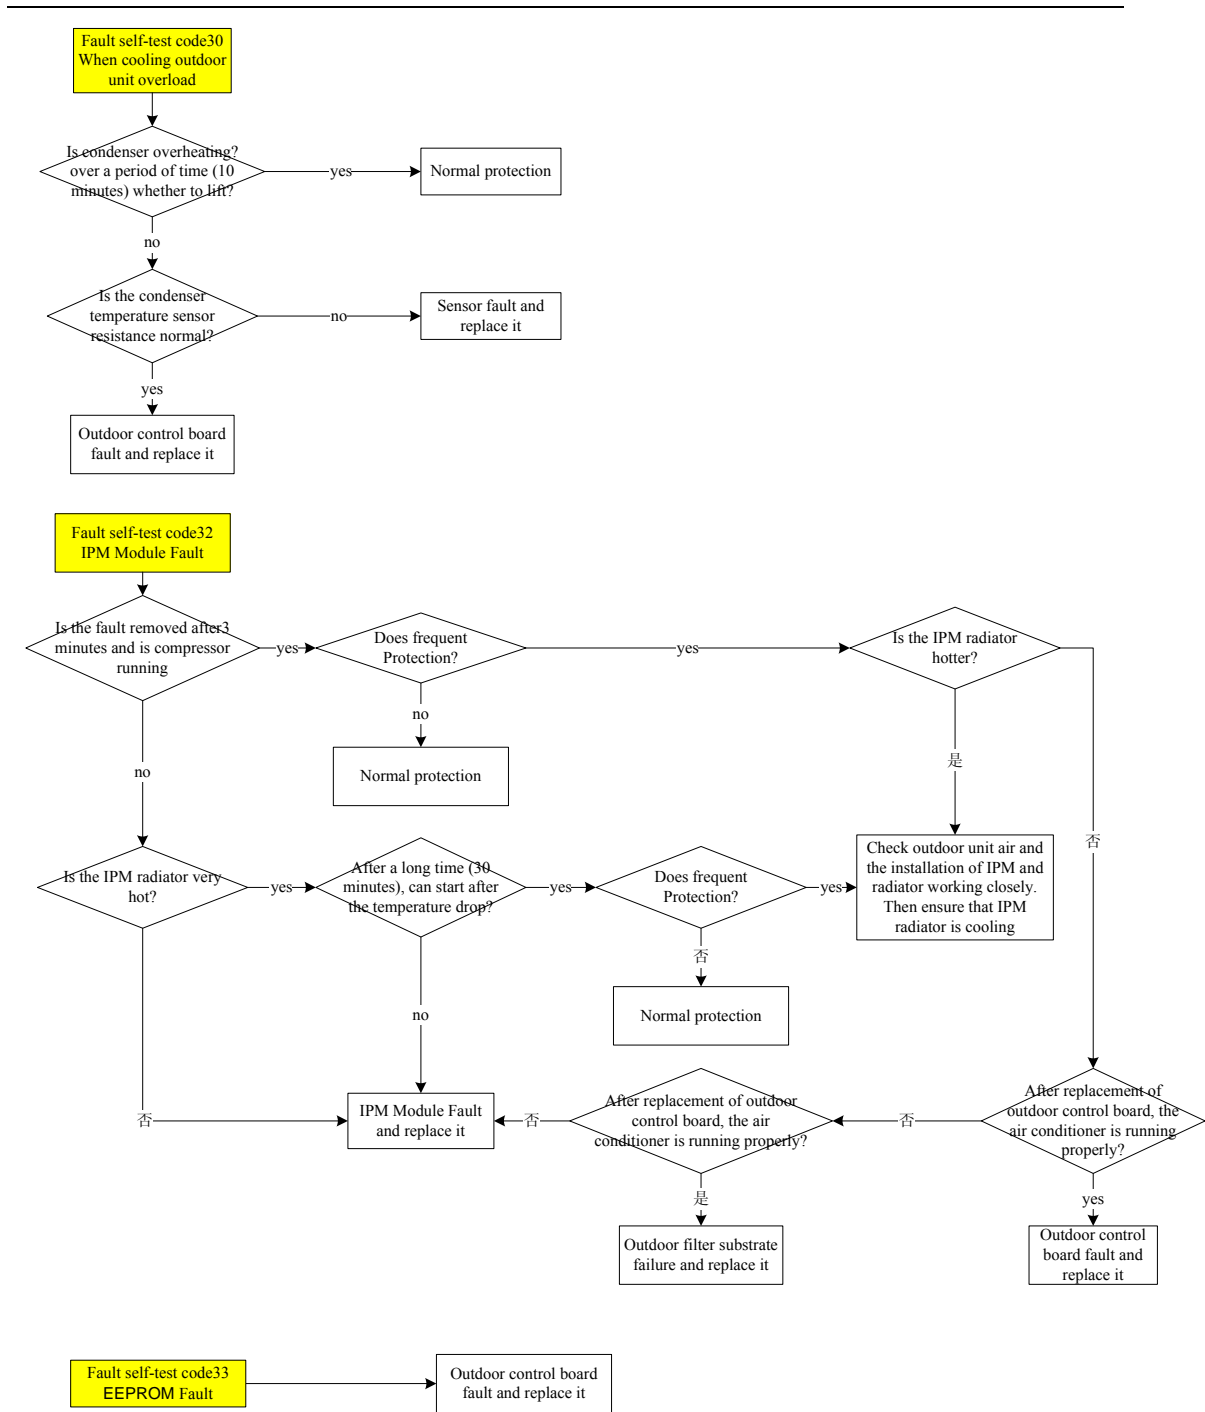 Fault self-test code30
When cooling outdoor
unit overload
Is condenser overheating?
over a period of time (10
minutes) whether to lift?
yes
Normal protection
no
Is the condenser
temperature sensor
resistance normal?
no
Sensor fault and
replace it
yes
Outdoor control board
fault and replace it
Fault self-test code32
IPM Module Fault
Is the fault removed after3
minutes and is compressor
running
yes
Does frequent
Protection?
yes
Is the IPM radiator
hotter?
no
Normal protection
是
否
no
Is the IPM radiator very
hot?
yes
After a long time (30
minutes), can start after
the temperature drop?
yes
Does frequent
Protection?
yes
Check outdoor unit air and
the installation of IPM and
radiator working closely.
Then ensure that IPM
radiator is cooling
否
Normal protection
no
否
IPM Module Fault
and replace it
否
After replacement of outdoor
control board, the air
conditioner is running properly?
否
After replacement of
outdoor control board, the
air conditioner is running
properly?
是
yes
Outdoor filter substrate
failure and replace it
Outdoor control
board fault and
replace it
Fault self-test code33
EEPROM Fault
Outdoor control board
fault and replace it